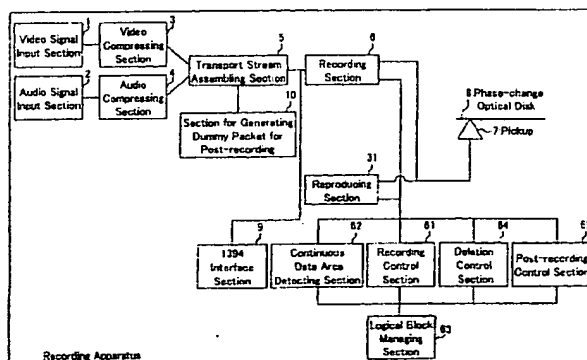 1
Video Signal
Input Section
3
Video
Compressing
Section
2
Audio Signal
Input Section
4
Audio
Compressing
Section
5
Transport Stream
Assembling Section
6
Recording
Section
10
Section for Generating
Dummy Packet for
Post-recording
8:Phase-change
Optical Disk
7:Pickup
31
Reproducing
Section
9
1394
Interface
Section
62
Continuous
Data Area
Detecting Section
61
Recording
Control
Section
64
Deletion
Control
Section
Post-recording
Control Section
Logical Block
Managing
Section
63
Recording Apparatus